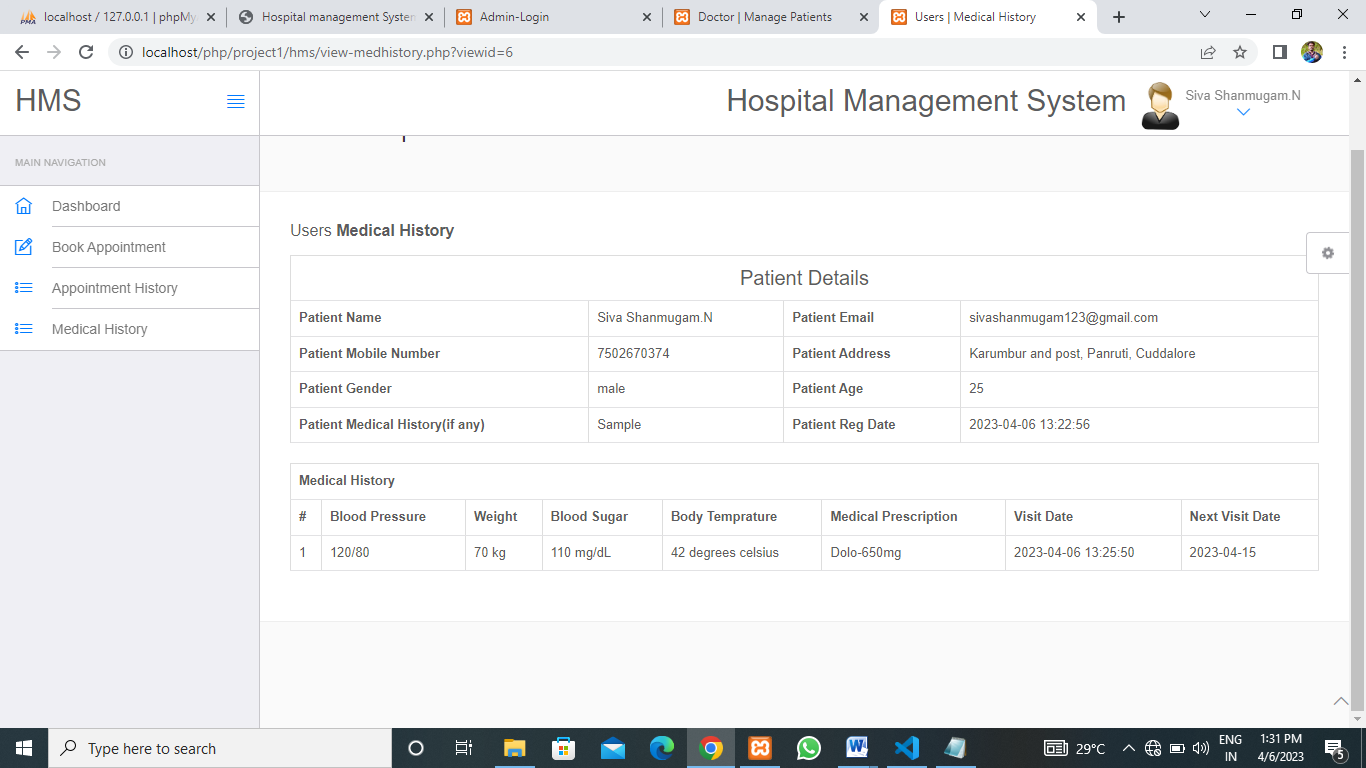 localhost / 127.0.0.1 | phpMy
Hospital management System
Admin-Login
Doctor | Manage Patients
Users | Medical History
localhost/php/project1/hms/view-medhistory.php?viewid=6
HMS
Hospital Management System
Siva Shanmugam.N
MAIN NAVIGATION
Dashboard
Book Appointment
Appointment History
Medical History
Users Medical History
Patient Details
Patient Name Siva Shanmugam.N Patient Email sivashanmugam123@gmail.com
Patient Mobile Number 7502670374 Patient Address Karumbur and post, Panruti, Cuddalore
Patient Gender male Patient Age 25
Patient Medical History(if any) Sample Patient Reg Date 2023-04-06 13:22:56
Medical History
# Blood Pressure Weight Blood Sugar Body Temprature Medical Prescription Visit Date Next Visit Date
1 120/80 70 kg 110 mg/dL 42 degrees celsius Dolo-650mg 2023-04-06 13:25:50 2023-04-15
Type here to search
29°C
ENG
IN
1:31 PM
4/6/2023
5